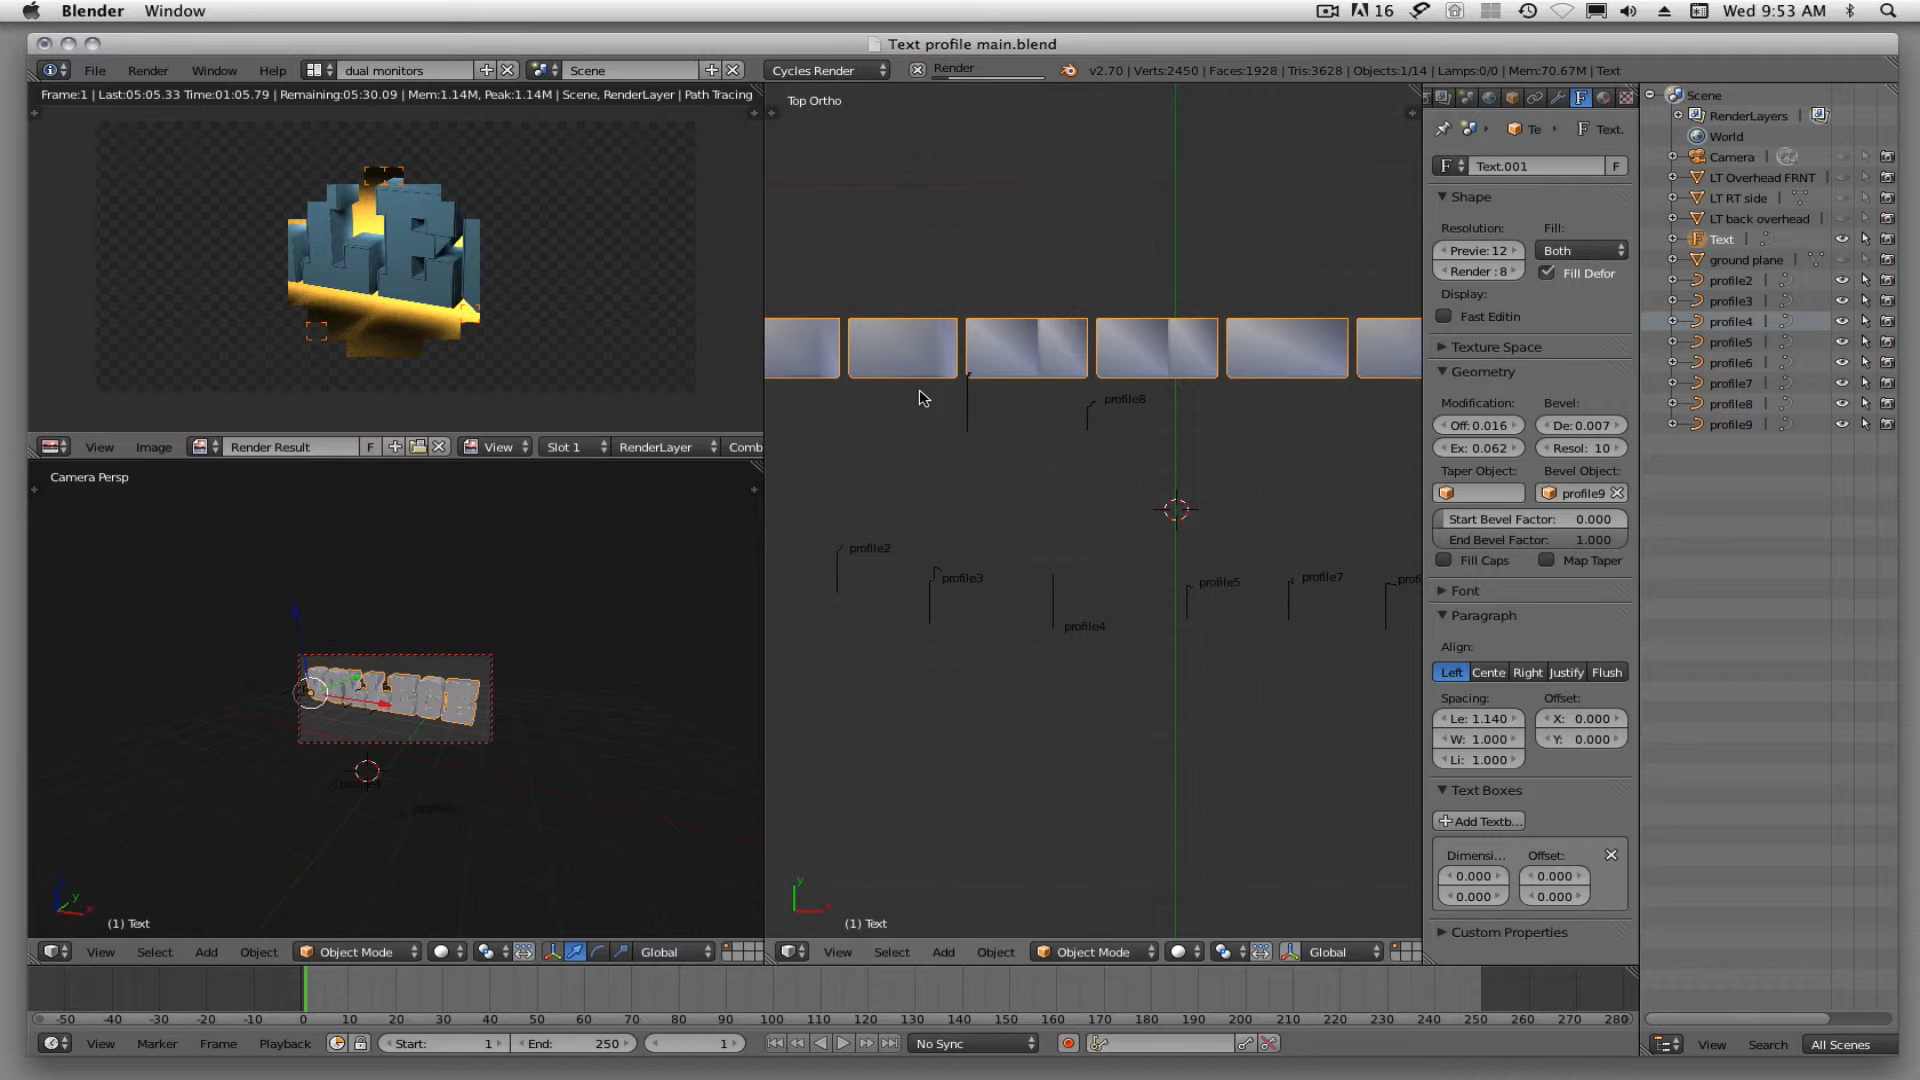 Blender Window 16 Wed 9:53 AM
Text profile main.blend
File Render Window Help dual monitors Scene Cycles Render Render v2.70 | Verts:2450 | Faces:1928 | Tris:3628 | Objects:1/14 | Lamps:0/0 | Mem:70.67M | Text
Frame:1 | Last:05:05.33 Time:01:05.79 | Remaining:05:30.09 | Mem:1.14M, Peak:1.14M | Scene, RenderLayer | Path Tracing
View Image Render Result F View Slot 1 RenderLayer Comb
Camera Persp
(1) Text
View Select Add Object Object Mode Global
Top Ortho
profile8
profile2
profile3
profile4
profile5
profile7
profi
(1) Text
View Select Add Object Object Mode Global
Te Text.
F Text.001 F
Shape
Resolution: Fill:
Previe: 12 Both
Render: 8 Fill Defor
Display:
Fast Editin
Texture Space
Geometry
Modification: Bevel:
Off: 0.016 De: 0.007
Ex: 0.062 Resol: 10
Taper Object: Bevel Object:
profile9
Start Bevel Factor: 0.000
End Bevel Factor: 1.000
Fill Caps Map Taper
Font
Paragraph
Align:
Left Cente Right Justify Flush
Spacing: Offset:
Le: 1.140 X: 0.000
W: 1.000 Y: 0.000
Li: 1.000
Text Boxes
Add Textb...
Dimensi... Offset:
0.000 0.000
0.000 0.000
Custom Properties
Scene
RenderLayers
World
Camera
LT Overhead FRNT
LT RT side
LT back overhead
Text
ground plane
profile2
profile3
profile4
profile5
profile6
profile7
profile8
profile9
-50 -40 -30 -20 -10 0 10 20 30 40 50 60 70 80 90 100 110 120 130 140 150 160 170 180 190 200 210 220 230 240 250 260 270 280
View Marker Frame Playback Start: 1 End: 250 1 No Sync
View Search All Scenes